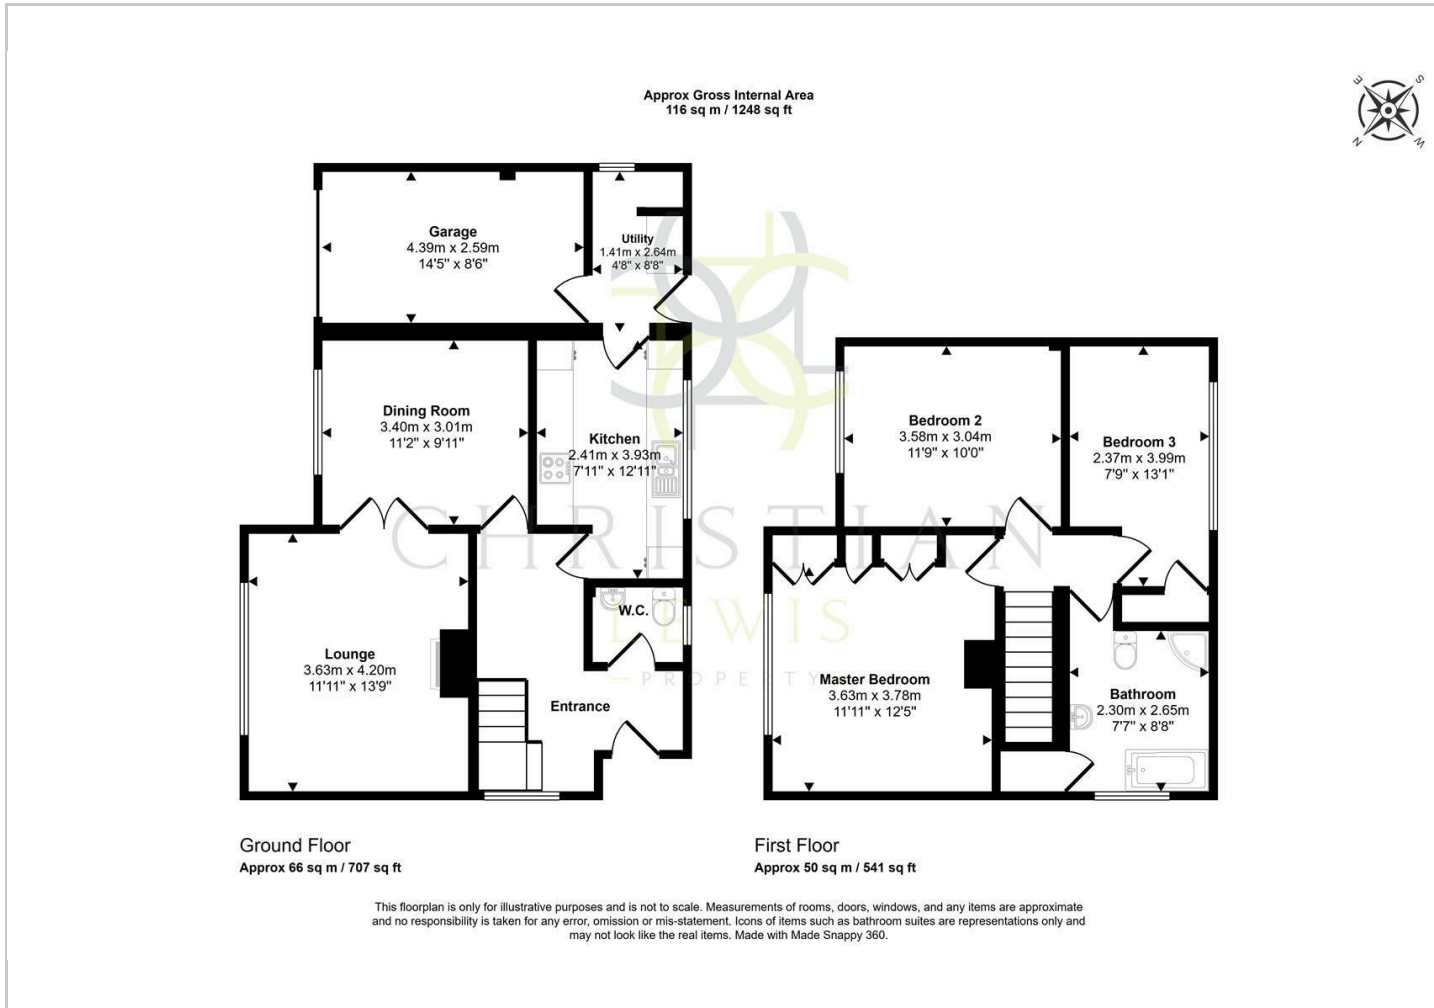 Approx Gross Internal Area
116 sq m / 1248 sq ft
E
S
N
W
Garage
4.39m x 2.59m
14'5" x 8'6"
Utility
1.41m x 2.64m
4'8" x 8'8"
Dining Room
3.40m x 3.01m
11'2" x 9'11"
Kitchen
2.41m x 3.93m
7'11" x 12'11"
Bedroom 2
3.58m x 3.04m
11'9" x 10'0"
Bedroom 3
2.37m x 3.99m
7'9" x 13'1"
CHRISTIAN
LEWIS
PROPERTY
W.C.
Lounge
3.63m x 4.20m
11'11" x 13'9"
Entrance
Master Bedroom
3.63m x 3.78m
11'11" x 12'5"
Bathroom
2.30m x 2.65m
7'7" x 8'8"
Ground Floor
Approx 66 sq m / 707 sq ft
First Floor
Approx 50 sq m / 541 sq ft
This floorplan is only for illustrative purposes and is not to scale. Measurements of rooms, doors, windows, and any items are approximate
and no responsibility is taken for any error, omission or mis-statement. Icons of items such as bathroom suites are representations only and
may not look like the real items. Made with Made Snappy 360.